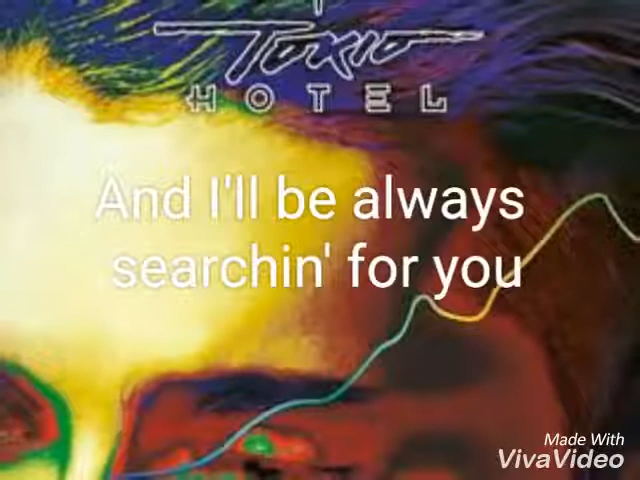 Tokio
HOTEL
And I'll be always
searchin' for you
Made With
VivaVideo